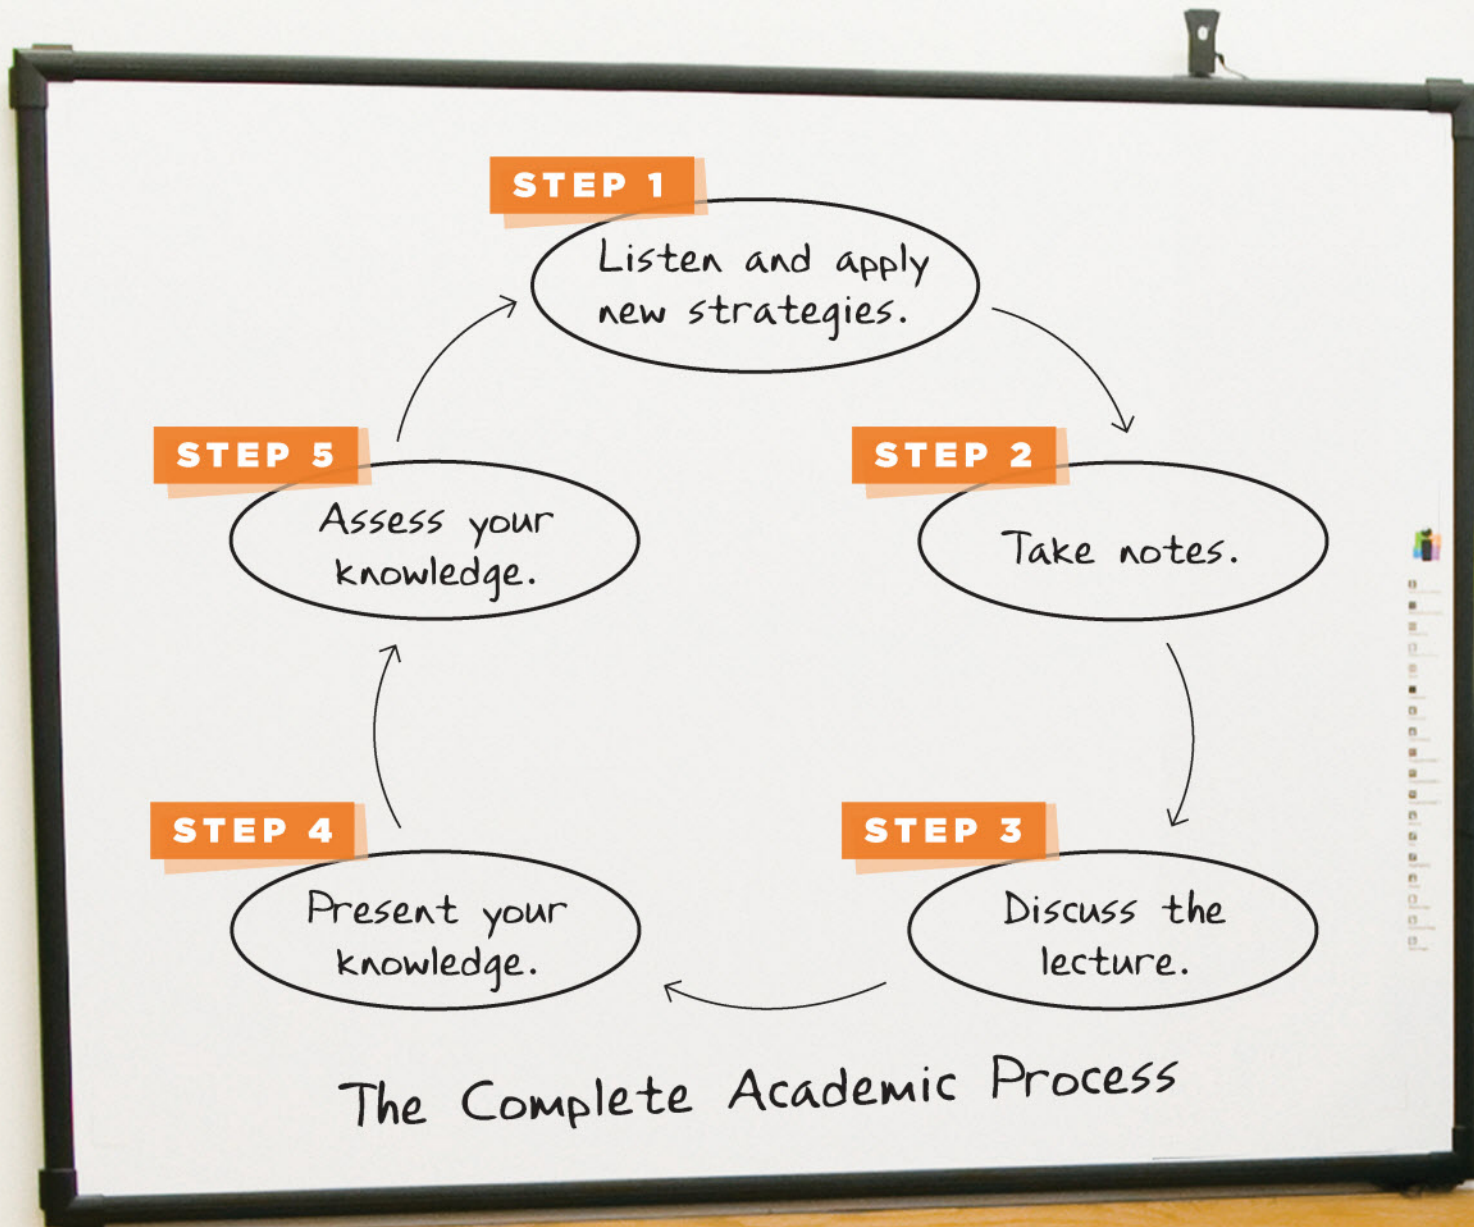 STEP 1
Listen and apply
new strategies.
STEP 2
Take notes.
STEP 3
Discuss the
lecture.
STEP 4
Present your
knowledge.
STEP 5
Assess your
knowledge.
The Complete Academic Process